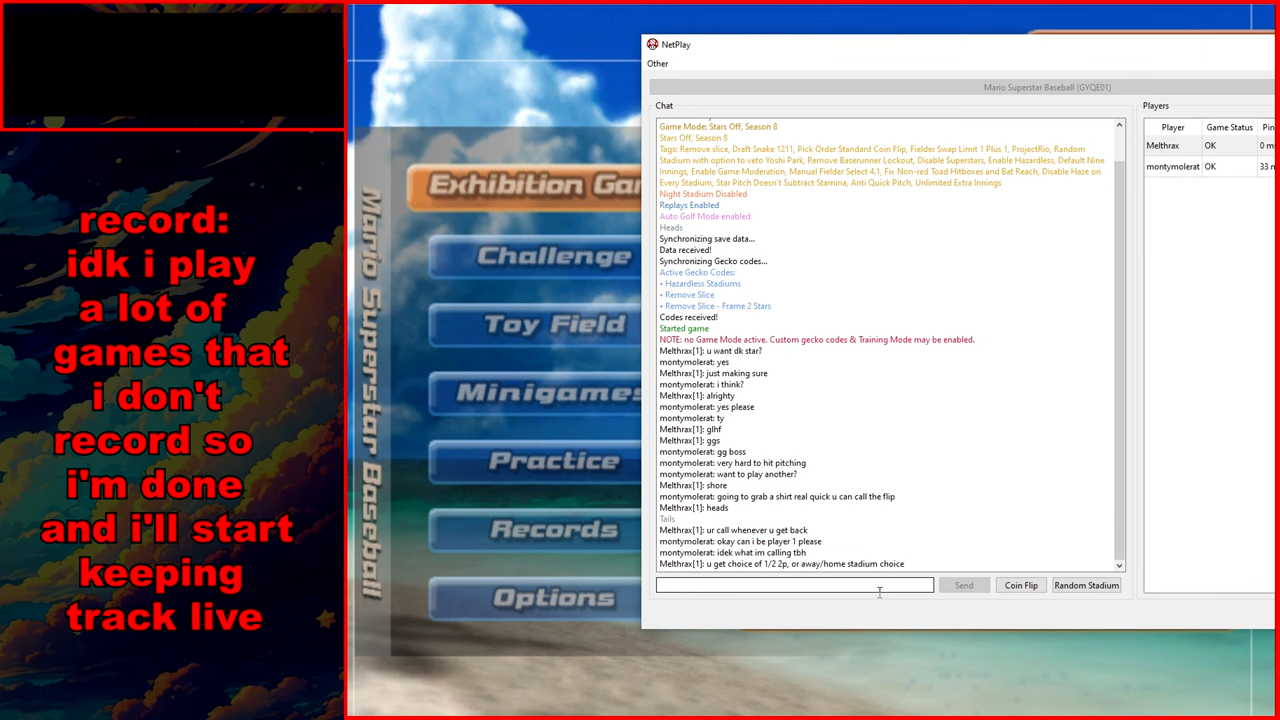 record:
idk i play
a lot of
games that
i don't
record so
i'm done
and i'll start
keeping
track live
Mario Superstar Baseball
Exhibition Gam
Challenge
Toy Field
Minigames
Practice
Records
Options
NetPlay
Other
Mario Superstar Baseball (GYQE01)
Chat
Game Mode: Stars Off, Season 8
Stars Off, Season 8
Tags: Remove slice, Draft Snake 1211, Pick Order Standard Coin Flip, Fielder Swap Limit 1 Plus 1, ProjectRio, Random
Stadium with option to veto Yoshi Park, Remove Baserunner Lockout, Disable Superstars, Enable Hazardless, Default Nine
Innings, Enable Game Moderation, Manual Fielder Select 4.1, Fix Non-red Toad Hitboxes and Bat Reach, Disable Haze on
Every Stadium, Star Pitch Doesn't Subtract Stamina, Anti Quick Pitch, Unlimited Extra Innings
Night Stadium Disabled
Replays Enabled
Auto Golf Mode enabled
Heads
Synchronizing save data...
Data received!
Synchronizing Gecko codes...
Active Gecko Codes:
• Hazardless Stadiums
• Remove Slice
• Remove Slice - Frame 2 Stars
Codes received!
Started game
NOTE: no Game Mode active. Custom gecko codes & Training Mode may be enabled.
Melthrax[1]: u want dk star?
montymolerat: yes
Melthrax[1]: just making sure
montymolerat: i think?
Melthrax[1]: alrighty
montymolerat: yes please
montymolerat: ty
Melthrax[1]: glhf
Melthrax[1]: ggs
montymolerat: gg boss
montymolerat: very hard to hit pitching
montymolerat: want to play another?
Melthrax[1]: shore
montymolerat: going to grab a shirt real quick u can call the flip
Melthrax[1]: heads
Tails
Melthrax[1]: ur call whenever u get back
montymolerat: okay can i be player 1 please
montymolerat: idek what im calling tbh
Melthrax[1]: u get choice of 1/2 2p, or away/home stadium choice
Send
Coin Flip
Random Stadium
Players
Player Game Status Pin
Melthrax OK 0 m
montymolerat OK 33 m